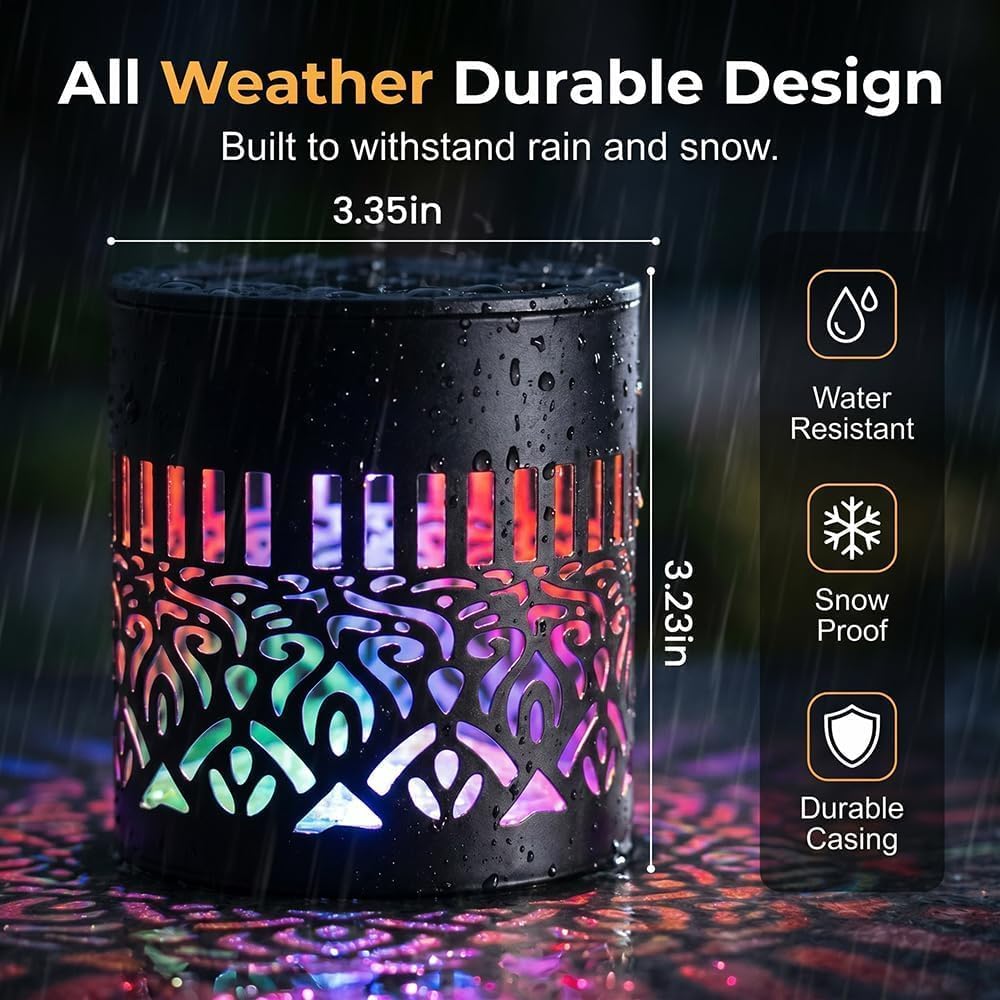 All Weather Durable Design
Built to withstand rain and snow.
3.35in
3.23in
Water
Resistant
Snow
Proof
Durable
Casing